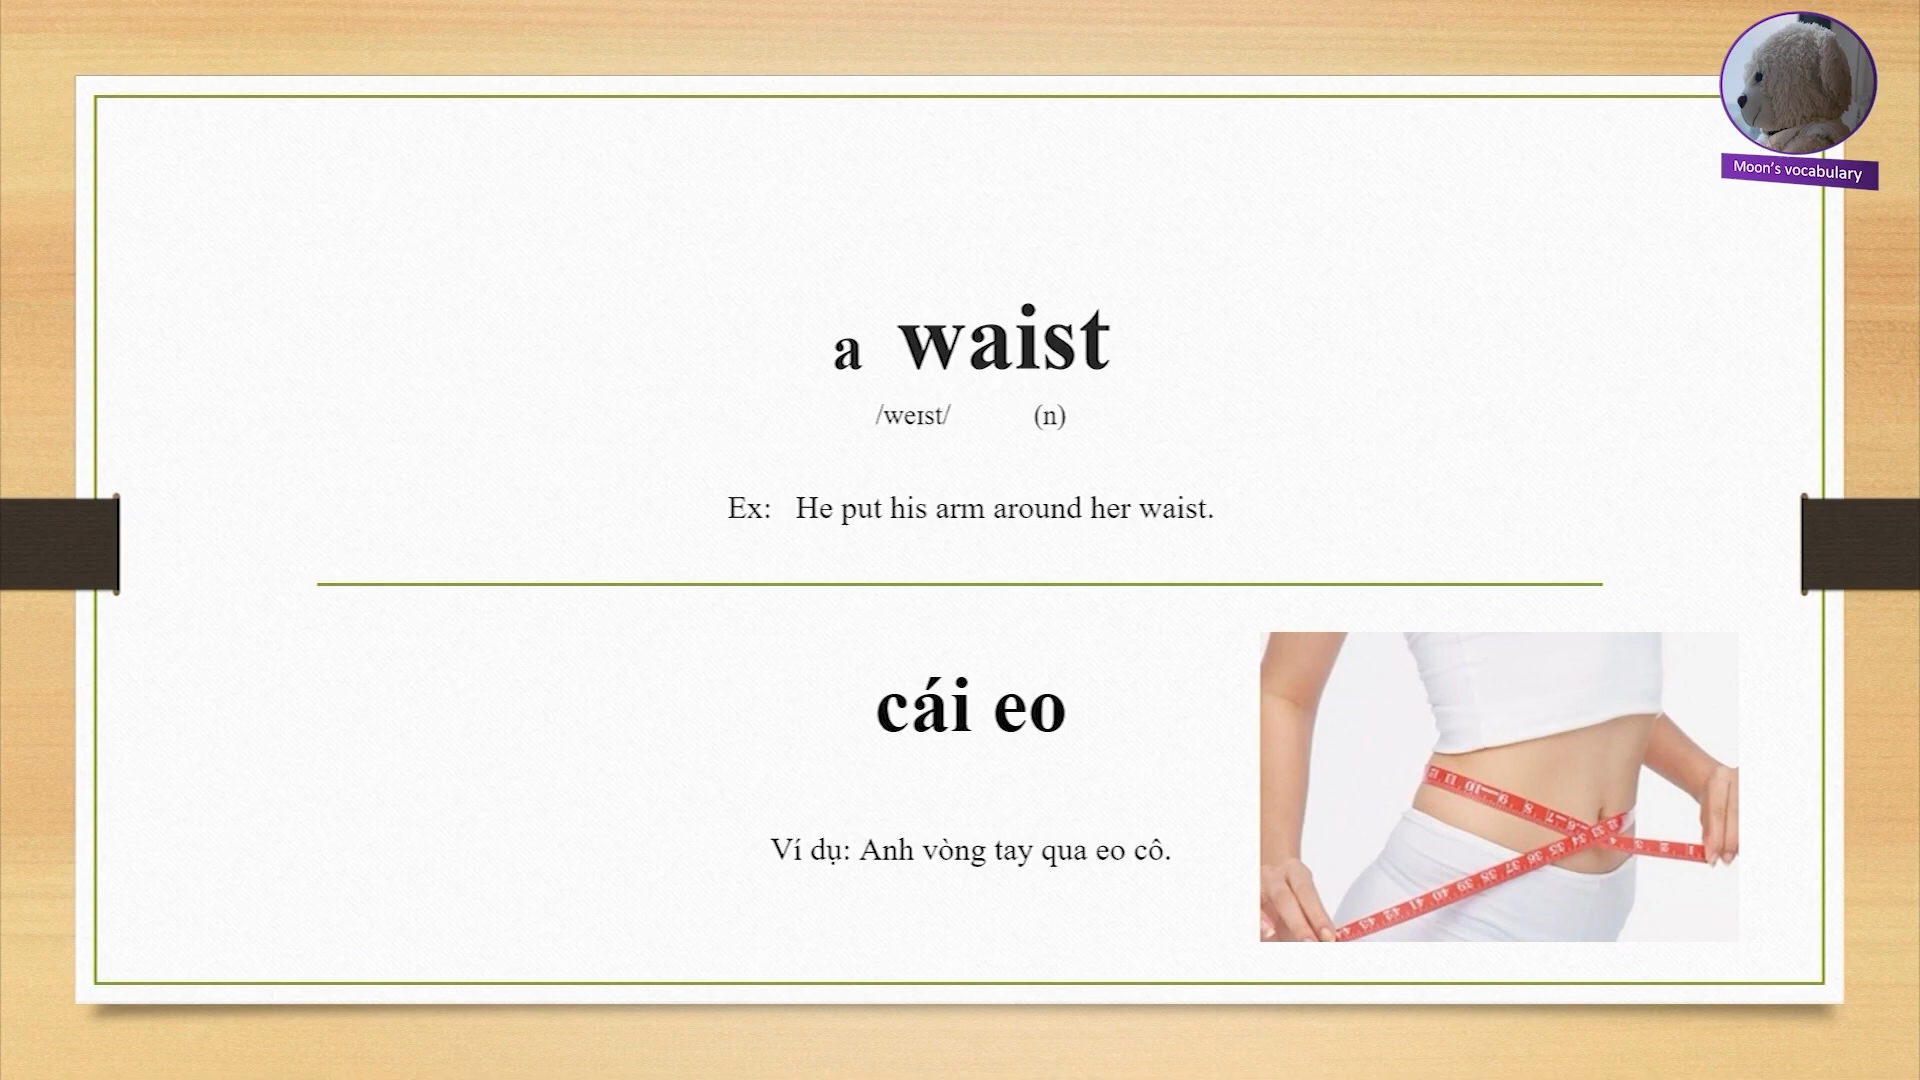 Moon's vocabulary
a waist
/weɪst/ (n)
Ex: He put his arm around her waist.
cái eo
Ví dụ: Anh vòng tay qua eo cô.